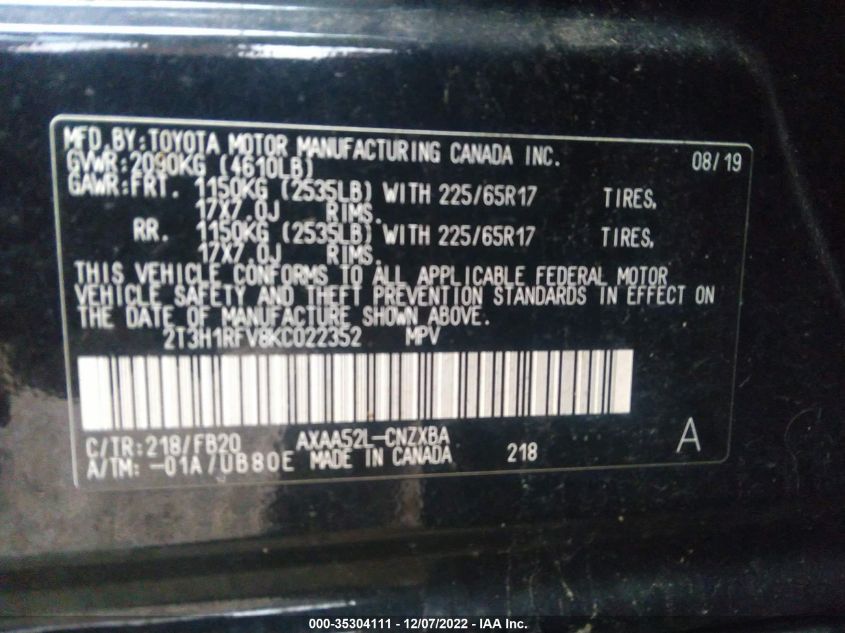 MFD.BY:TOYOTA MOTOR MANUFACTURING CANADA INC. 08/19
GVWR:2090KG (4610LB)
GAWR:FRT. 1150KG (2535LB) WITH 225/65R17 TIRES,
17X7.0J RIMS.
RR. 1150KG (2535LB) WITH 225/65R17 TIRES,
17X7.0J RIMS.
THIS VEHICLE CONFORMS TO ALL APPLICABLE FEDERAL MOTOR
VEHICLE SAFETY AND THEFT PREVENTION STANDARDS IN EFFECT ON
THE DATE OF MANUFACTURE SHOWN ABOVE.
2T3H1RFV8KC022352 MPV
C/TR:218/FB20 AXAA52L-CNZXBA A
A/TM:-01A/UB80E MADE IN CANADA 218
000-35304111 - 12/07/2022 - IAA Inc.